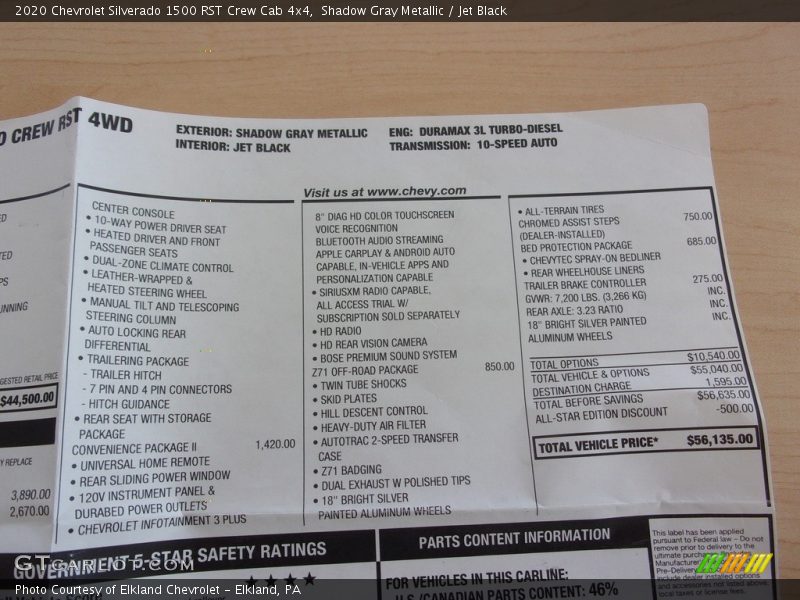 2020 Chevrolet Silverado 1500 RST Crew Cab 4x4,  Shadow Gray Metallic / Jet Black
CREW RST 4WD
EXTERIOR: SHADOW GRAY METALLIC
INTERIOR: JET BLACK
ENG: DURAMAX 3L TURBO-DIESEL
TRANSMISSION: 10-SPEED AUTO
Visit us at www.chevy.com
$44,500.00
Y REPLACE
3,890.00
2,670.00
CENTER CONSOLE
• 10-WAY POWER DRIVER SEAT
• HEATED DRIVER AND FRONT
PASSENGER SEATS
• DUAL-ZONE CLIMATE CONTROL
• LEATHER-WRAPPED &
HEATED STEERING WHEEL
• MANUAL TILT AND TELESCOPING
STEERING COLUMN
• AUTO LOCKING REAR
DIFFERENTIAL
• TRAILERING PACKAGE
- TRAILER HITCH
- 7 PIN AND 4 PIN CONNECTORS
- HITCH GUIDANCE
• REAR SEAT WITH STORAGE
PACKAGE
CONVENIENCE PACKAGE II 1,420.00
• UNIVERSAL HOME REMOTE
• REAR SLIDING POWER WINDOW
• 120V INSTRUMENT PANEL &
DURABED POWER OUTLETS
• CHEVROLET INFOTAINMENT 3 PLUS
8" DIAG HD COLOR TOUCHSCREEN
VOICE RECOGNITION
BLUETOOTH AUDIO STREAMING
APPLE CARPLAY & ANDROID AUTO
CAPABLE, IN-VEHICLE APPS AND
PERSONALIZATION CAPABLE
• SIRIUSXM RADIO CAPABLE,
ALL ACCESS TRIAL W/
SUBSCRIPTION SOLD SEPARATELY
• HD RADIO
• HD REAR VISION CAMERA
• BOSE PREMIUM SOUND SYSTEM
Z71 OFF-ROAD PACKAGE 850.00
• TWIN TUBE SHOCKS
• SKID PLATES
• HILL DESCENT CONTROL
• HEAVY-DUTY AIR FILTER
• AUTOTRAC 2-SPEED TRANSFER
CASE
• Z71 BADGING
• DUAL EXHAUST W POLISHED TIPS
• 18" BRIGHT SILVER
PAINTED ALUMINUM WHEELS
• ALL-TERRAIN TIRES
CHROMED ASSIST STEPS 750.00
(DEALER-INSTALLED)
BED PROTECTION PACKAGE 685.00
• CHEVYTEC SPRAY-ON BEDLINER
• REAR WHEELHOUSE LINERS
TRAILER BRAKE CONTROLLER 275.00
GVWR: 7,200 LBS. (3,266 KG) INC.
REAR AXLE: 3.23 RATIO INC.
18" BRIGHT SILVER PAINTED INC.
ALUMINUM WHEELS
TOTAL OPTIONS $10,540.00
TOTAL VEHICLE & OPTIONS $55,040.00
DESTINATION CHARGE 1,595.00
TOTAL BEFORE SAVINGS $56,635.00
ALL-STAR EDITION DISCOUNT -500.00
TOTAL VEHICLE PRICE* $56,135.00
GOVERNMENT 5-STAR SAFETY RATINGS
PARTS CONTENT INFORMATION
FOR VEHICLES IN THIS CARLINE:
U.S./CANADIAN PARTS CONTENT: 46%
This label has been applied
pursuant to Federal law – Do not
remove prior to delivery to the
GTCARLOT.COM
Photo Courtesy of Elkland Chevrolet – Elkland, PA